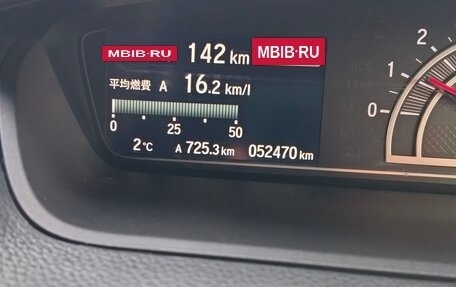 MBIB·RU 142 km MBIB·RU
平均燃費 A 16.2 km/l
0 25 50
2°C A 725.3 km 052470 km
2
1
0